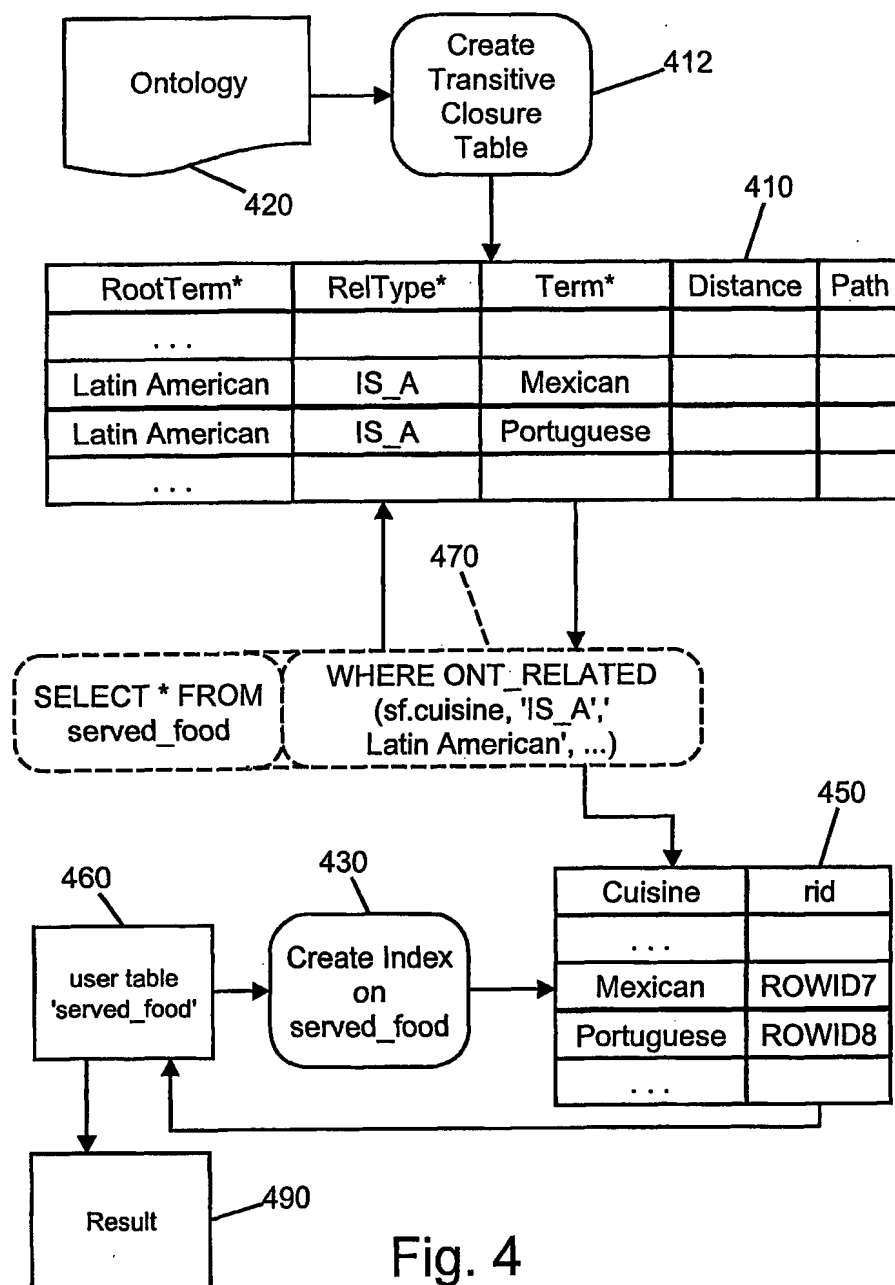 Ontology
Create
Transitive
Closure
Table
412
420
410
RootTerm* RelType* Term* Distance Path
. . .
Latin American IS_A Mexican
Latin American IS_A Portuguese
. . .
470
SELECT * FROM
served_food
WHERE ONT_RELATED
(sf.cuisine, 'IS_A','
Latin American', ...)
450
460
430
user table
'served_food'
Create Index
on
served_food
Cuisine rid
. . .
Mexican ROWID7
Portuguese ROWID8
. . .
Result
490
Fig. 4